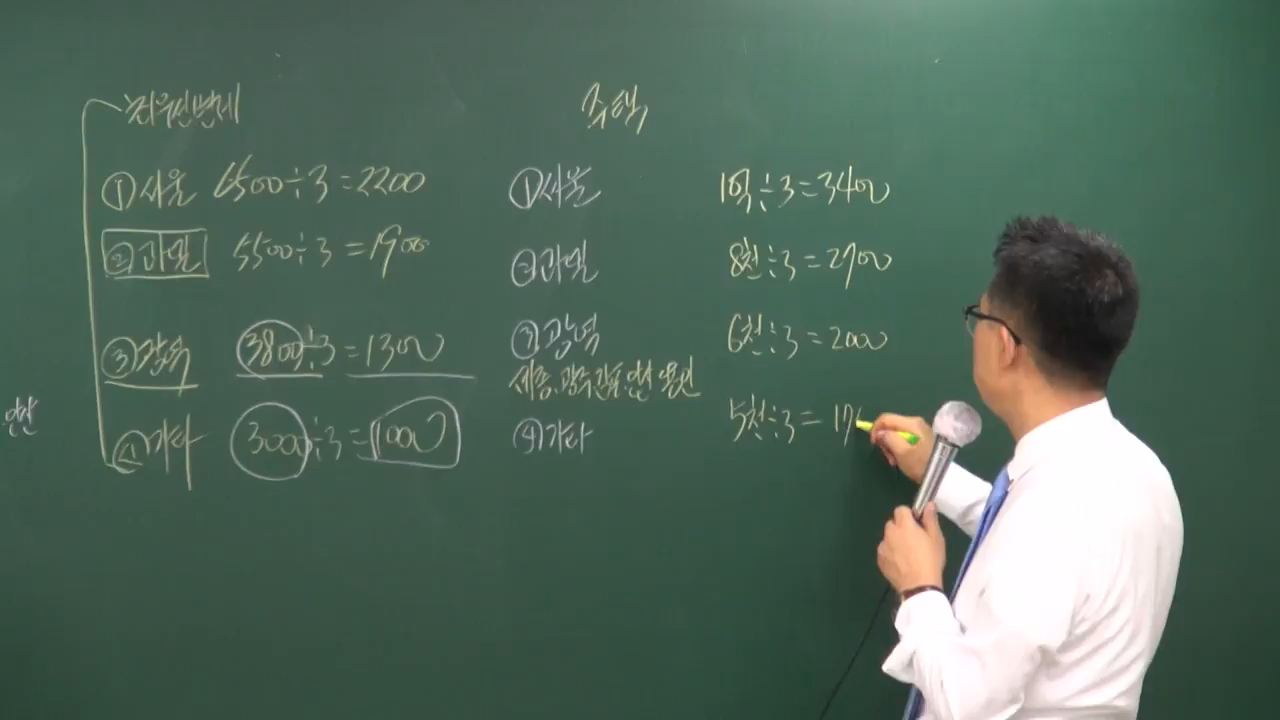 최우선변제
① 서울 6500÷3=2200
② 과밀 5500÷3=1900
③ 광역 3800÷3=1300
④ 기타 3000÷3=1000
안산
주택
① 서울 1억÷3=3400
② 과밀 8천÷3=2700
③ 광역 6천÷3=2000
세종, 광주 김포 안산 용인
④ 기타 5천÷3=17